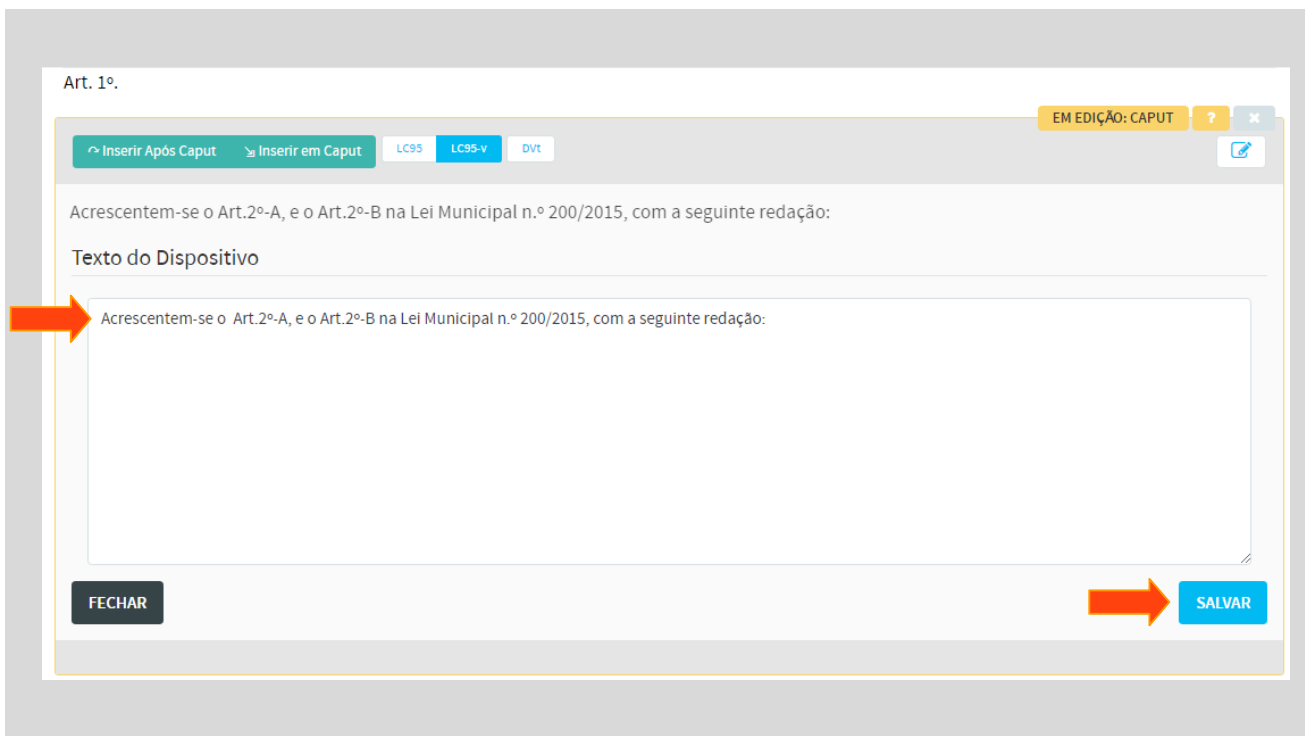 Art. 1º.
EM EDIÇÃO: CAPUT ? ×
Inserir Após Caput Inserir em Caput LC95 LC95-v DVt
Acrescentem-se o Art.2º-A, e o Art.2º-B na Lei Municipal n.º 200/2015, com a seguinte redação:
Texto do Dispositivo
Acrescentem-se o  Art.2º-A, e o Art.2º-B na Lei Municipal n.º 200/2015, com a seguinte redação:
FECHAR SALVAR